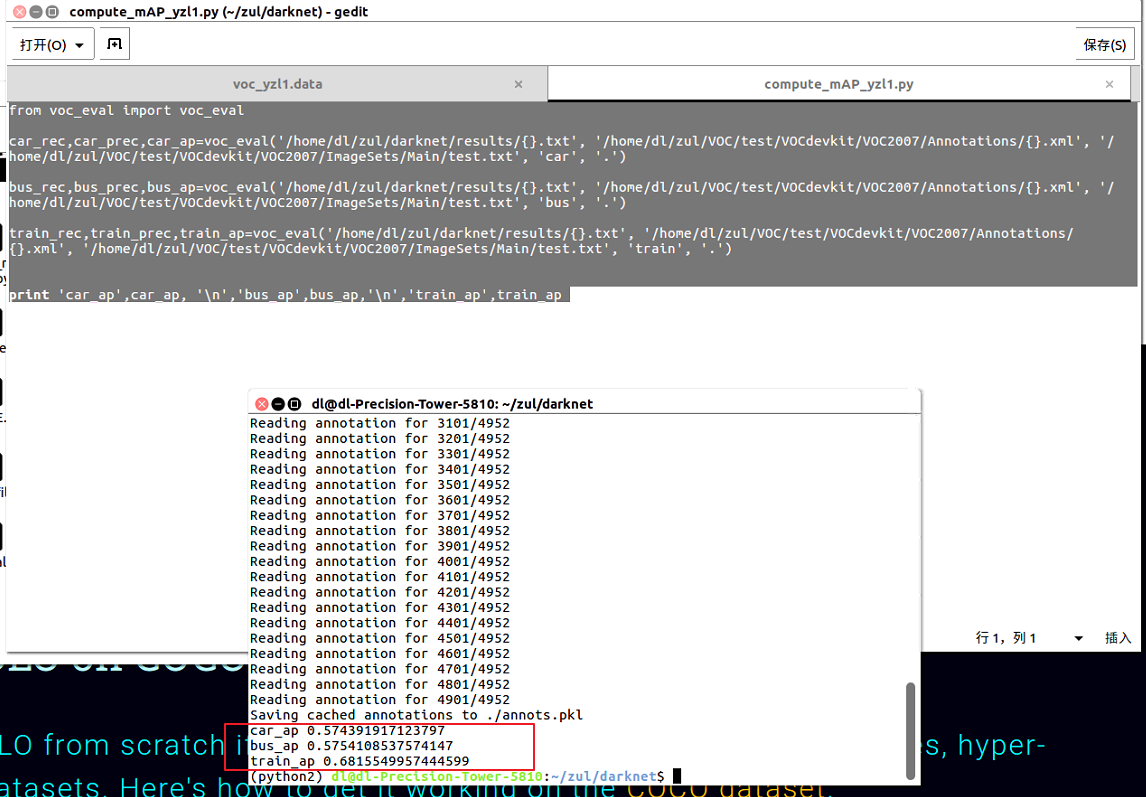 compute_mAP_yzl1.py (~/zul/darknet) - gedit
打开(O)
保存(S)
voc_yzl1.data ×
compute_mAP_yzl1.py ×
from voc_eval import voc_eval
car_rec,car_prec,car_ap=voc_eval('/home/dl/zul/darknet/results/{}.txt', '/home/dl/zul/VOC/test/VOCdevkit/VOC2007/Annotations/{}.xml', '/
home/dl/zul/VOC/test/VOCdevkit/VOC2007/ImageSets/Main/test.txt', 'car', '.')
bus_rec,bus_prec,bus_ap=voc_eval('/home/dl/zul/darknet/results/{}.txt', '/home/dl/zul/VOC/test/VOCdevkit/VOC2007/Annotations/{}.xml', '/
home/dl/zul/VOC/test/VOCdevkit/VOC2007/ImageSets/Main/test.txt', 'bus', '.')
train_rec,train_prec,train_ap=voc_eval('/home/dl/zul/darknet/results/{}.txt', '/home/dl/zul/VOC/test/VOCdevkit/VOC2007/Annotations/
{}.xml', '/home/dl/zul/VOC/test/VOCdevkit/VOC2007/ImageSets/Main/test.txt', 'train', '.')
print 'car_ap',car_ap, '\n','bus_ap',bus_ap,'\n','train_ap',train_ap
dl@dl-Precision-Tower-5810: ~/zul/darknet
Reading annotation for 3101/4952
Reading annotation for 3201/4952
Reading annotation for 3301/4952
Reading annotation for 3401/4952
Reading annotation for 3501/4952
Reading annotation for 3601/4952
Reading annotation for 3701/4952
Reading annotation for 3801/4952
Reading annotation for 3901/4952
Reading annotation for 4001/4952
Reading annotation for 4101/4952
Reading annotation for 4201/4952
Reading annotation for 4301/4952
Reading annotation for 4401/4952
Reading annotation for 4501/4952
Reading annotation for 4601/4952
Reading annotation for 4701/4952
Reading annotation for 4801/4952
Reading annotation for 4901/4952
Saving cached annotations to ./annots.pkl
car_ap 0.574391917123797
bus_ap 0.5754108537574147
train_ap 0.6815549957444599
(python2) dl@dl-Precision-Tower-5810:~/zul/darknet$
行 1，列 1
插入
LO from scratch
es, hyper-
atasets. Here's how to get it working on the COCO dataset.